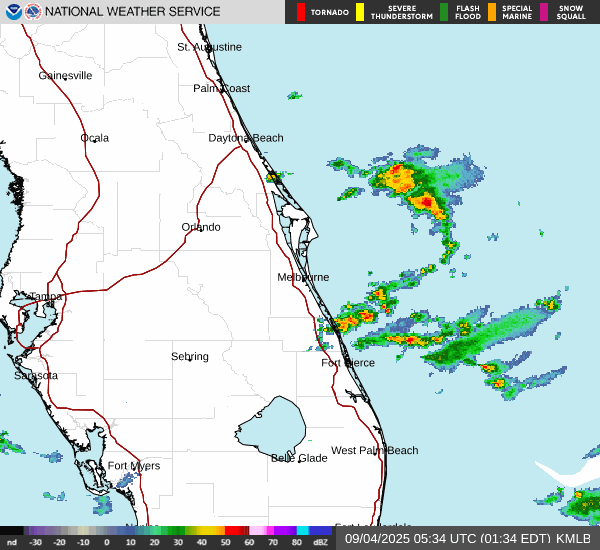 NATIONAL WEATHER SERVICE
TORNADO
SEVERE THUNDERSTORM
FLASH FLOOD
SPECIAL MARINE
SNOW SQUALL
St. Augustine
Gainesville
Palm Coast
Ocala
Daytona Beach
Orlando
Melbourne
Tampa
Sebring
Fort Pierce
Sarasota
West Palm Beach
Belle Glade
Fort Myers
nd -30 -20 -10 0 10 20 30 40 50 60 70 80 dBZ
09/04/2025 05:34 UTC (01:34 EDT) KMLB